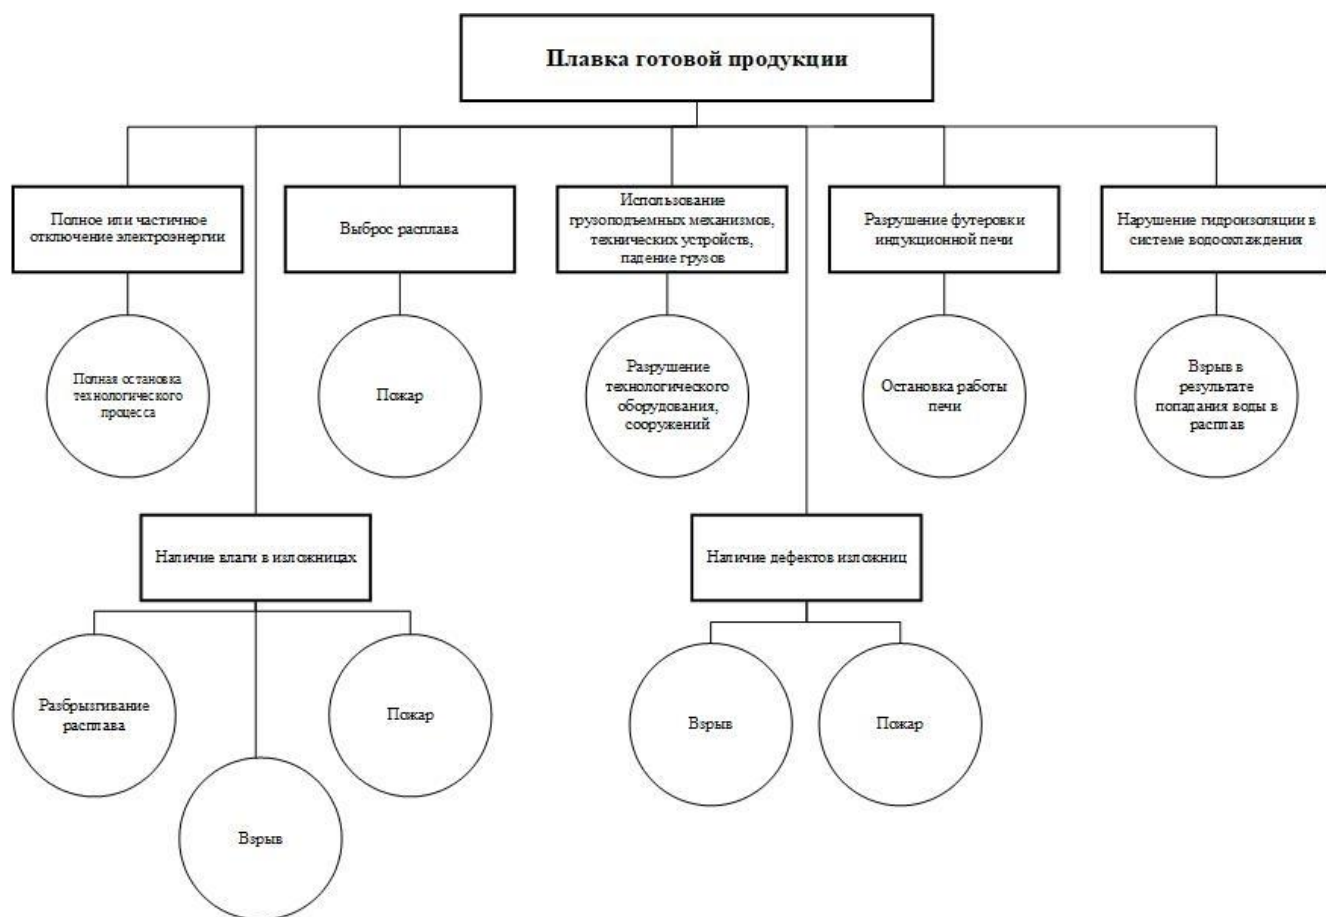 Плавка готовой продукции
Полное или частичное
отключение электроэнергии
Выброс расплава
Использование
грузоподъемных механизмов,
технических устройств,
падение грузов
Разрушение футеровки
индукционной печи
Нарушение гидроизоляции в
системе водоохлаждения
Полная остановка
технологического
процесса
Пожар
Разрушение
технологического
оборудования,
сооружений
Остановка работы
печи
Взрыв в
результате
попадания воды в
расплав
Наличие влаги в изложницах
Наличие дефектов изложниц
Разбрызгивание
расплава
Взрыв
Пожар
Взрыв
Пожар